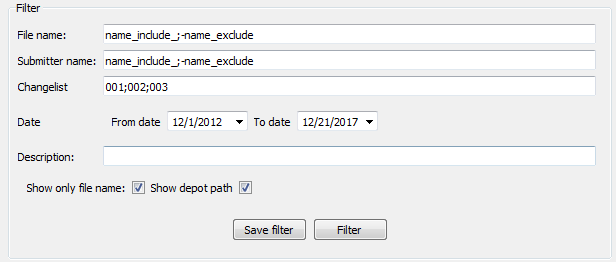 Filter
File name: name_include_;-name_exclude
Submitter name: name_include_;-name_exclude
Changelist 001;002;003
Date From date 12/1/2012 To date 12/21/2017
Description:
Show only file name: Show depot path
Save filter Filter